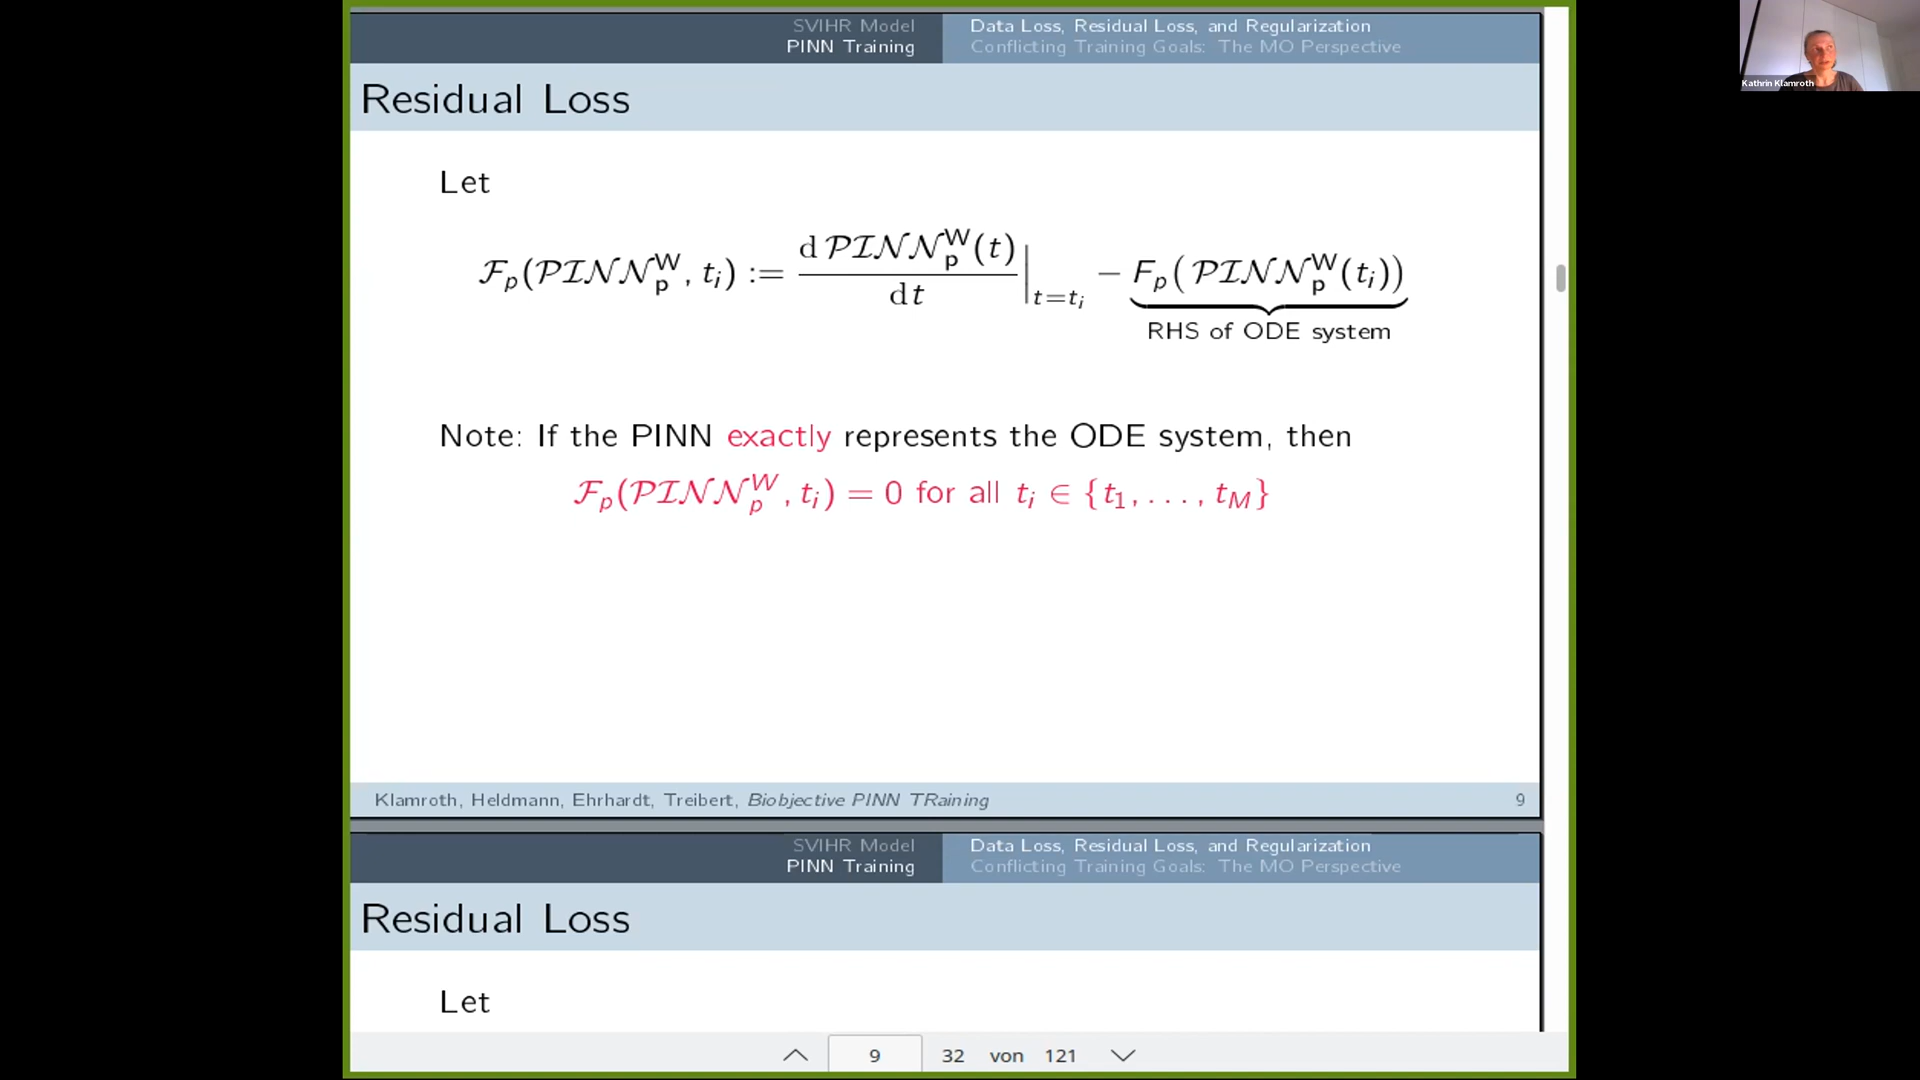 SVIHR Model
PINN Training
Data Loss, Residual Loss, and Regularization
Conflicting Training Goals: The MO Perspective
Kathrin Klamroth
Residual Loss
Let
ℱₚ(𝒫ℐ𝒩𝒩ₚᵂ, tᵢ) := d 𝒫ℐ𝒩𝒩ₚᵂ(t) / dt |ₜ₌ₜᵢ − Fₚ(𝒫ℐ𝒩𝒩ₚᵂ(tᵢ))
RHS of ODE system
Note: If the PINN exactly represents the ODE system, then
ℱₚ(𝒫ℐ𝒩𝒩ₚᵂ, tᵢ) = 0 for all tᵢ ∈ {t₁, . . . , t_M}
Klamroth, Heldmann, Ehrhardt, Treibert, Biobjective PINN TRaining 9
SVIHR Model
PINN Training
Data Loss, Residual Loss, and Regularization
Conflicting Training Goals: The MO Perspective
Residual Loss
Let
9 32 von 121